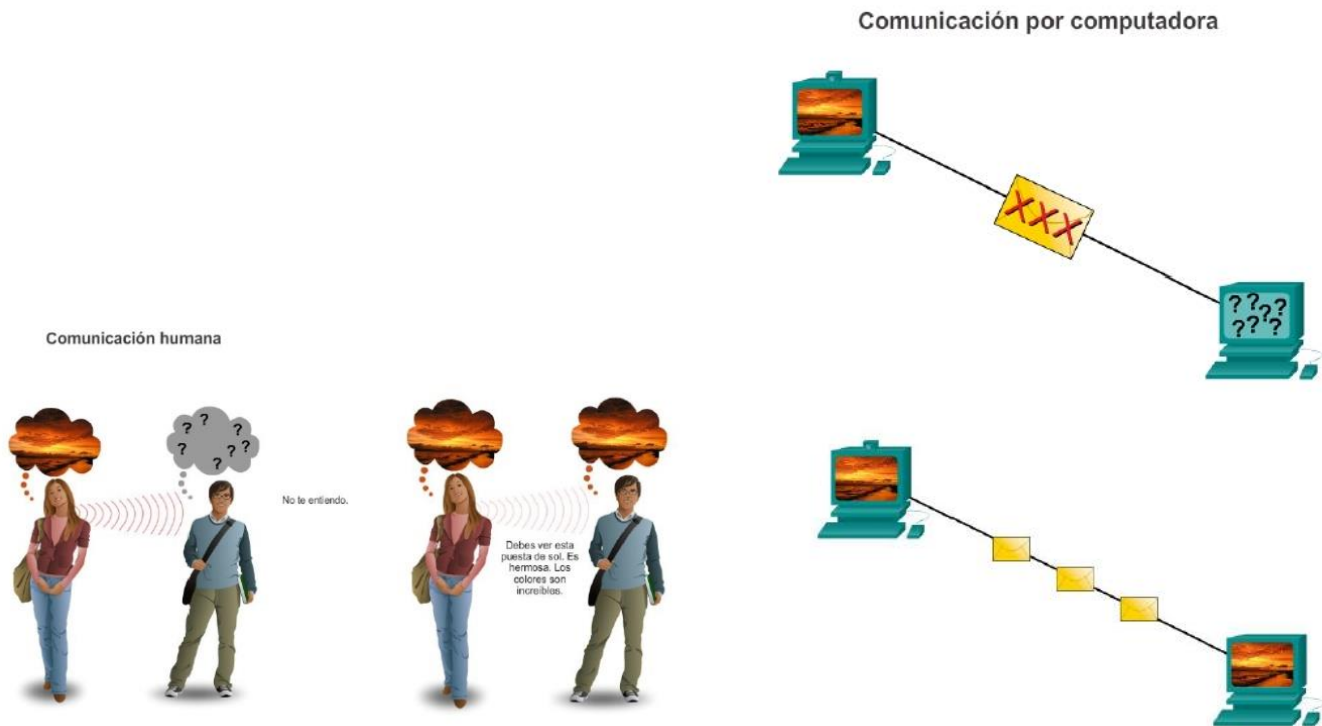 Comunicación por computadora
XXX
? ? ? ?
? ? ? ?
Comunicación humana
?
? ?
? ?
?
No te entiendo.
Debes ver esta
puesta de sol. Es
hermosa. Los
colores son
increíbles.